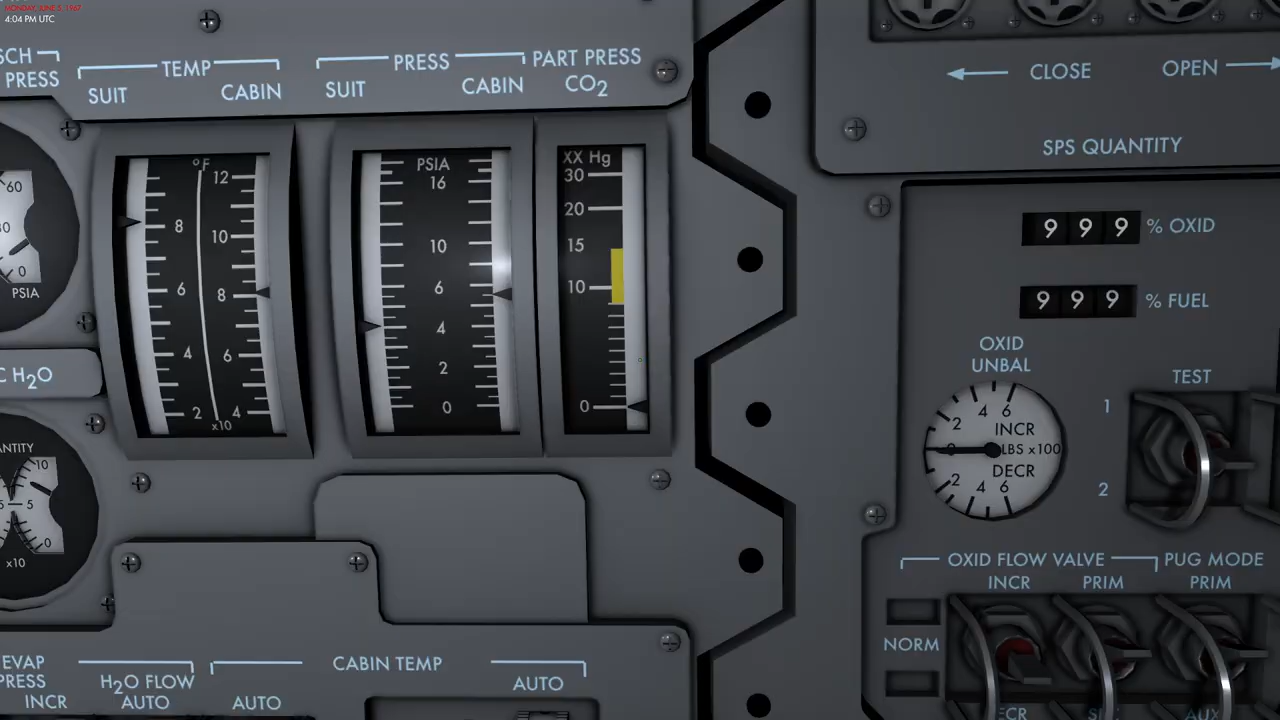 MONDAY, JUNE 5, 1967
4:04 PM UTC
PRESS
TEMP
SUIT
CABIN
PRESS
SUIT
CABIN
PART PRESS
CO2
CLOSE
OPEN
SPS QUANTITY
60
0
PSIA
°F
12
8
10
6
8
4
6
2
4
x10
PSIA
16
10
6
4
2
0
XX Hg
30
20
15
10
0
999 % OXID
999 % FUEL
OXID
UNBAL
6
4
2
INCR
LBS x100
DECR
2
4
6
TEST
1
2
H2O
10
5
0
x10
OXID FLOW VALVE
INCR
PRIM
PUG MODE
PRIM
NORM
EVAP
PRESS
INCR
H2O FLOW
AUTO
CABIN TEMP
AUTO
AUTO